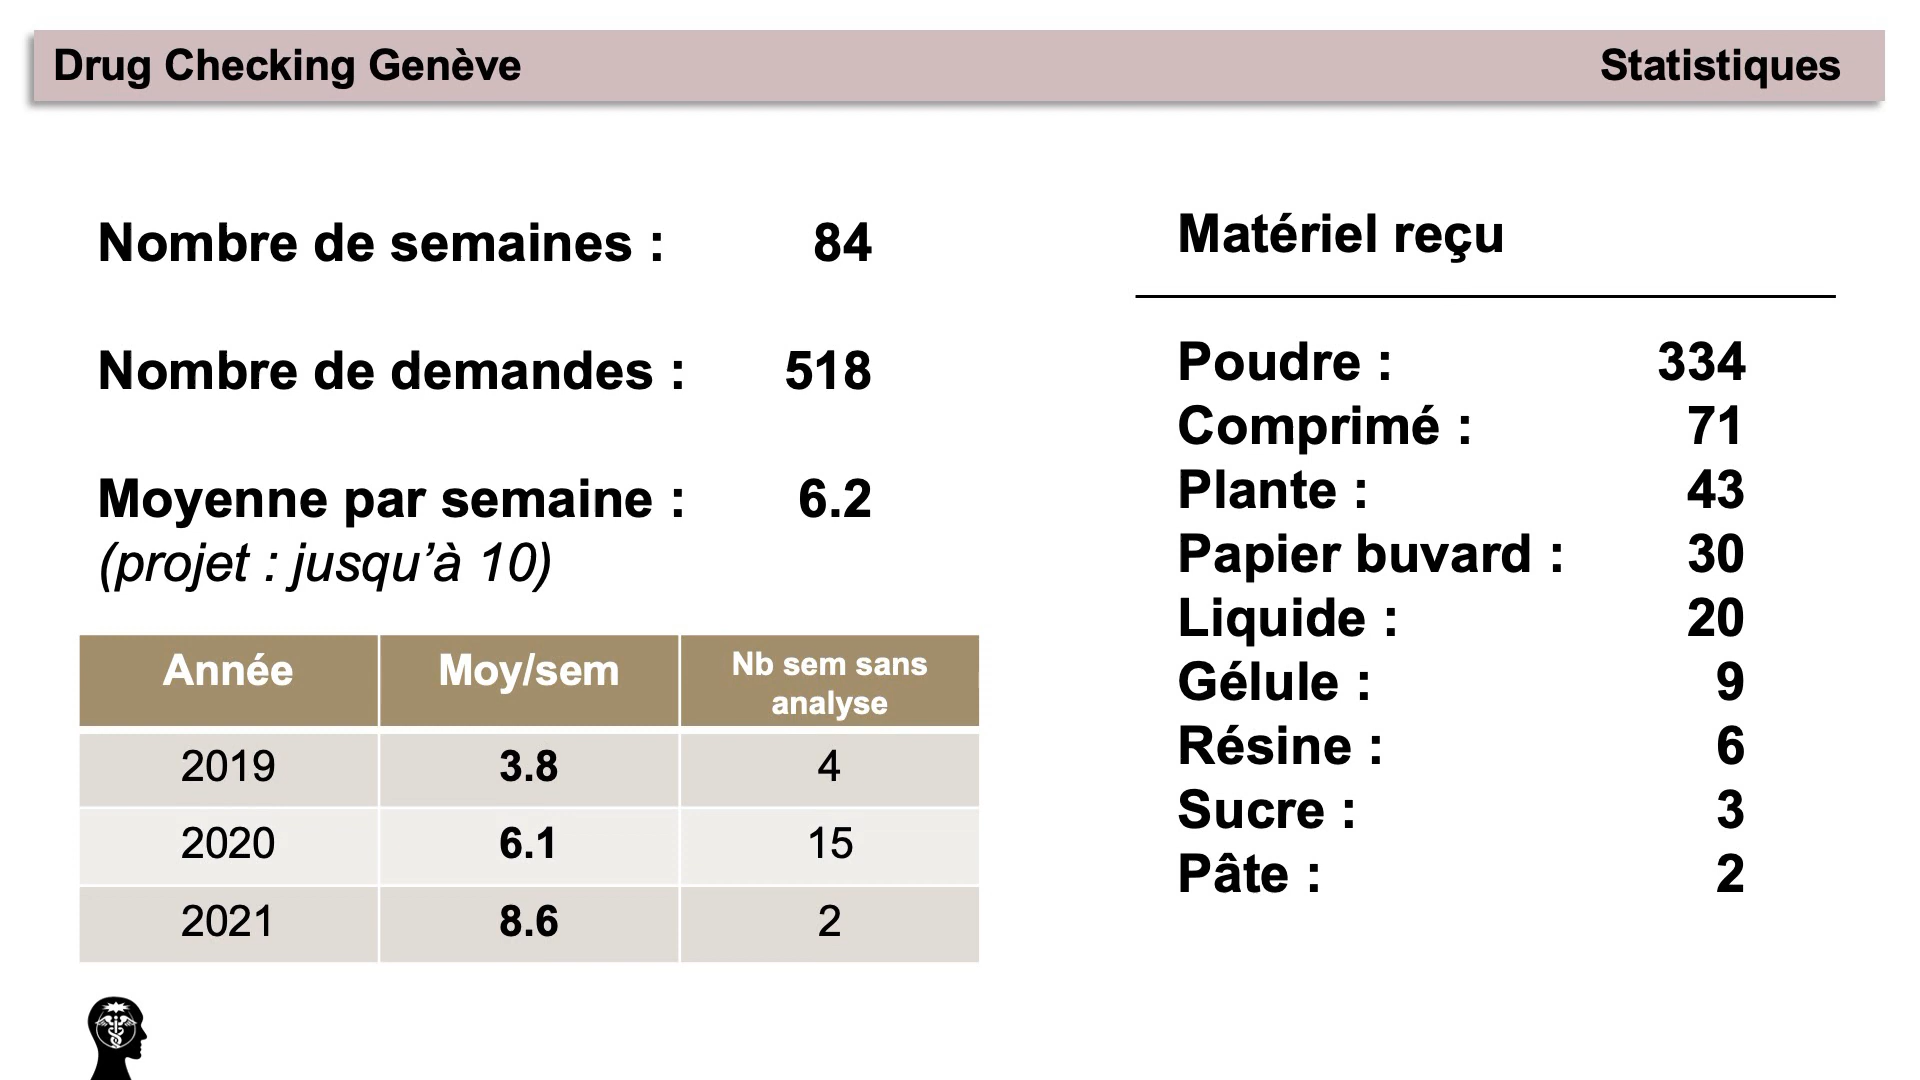 Drug Checking Genève
Statistiques
Nombre de semaines : 84
Nombre de demandes : 518
Moyenne par semaine : 6.2
(projet : jusqu’à 10)
Année Moy/sem Nb sem sans analyse
2019 3.8 4
2020 6.1 15
2021 8.6 2
Matériel reçu
Poudre : 334
Comprimé : 71
Plante : 43
Papier buvard : 30
Liquide : 20
Gélule : 9
Résine : 6
Sucre : 3
Pâte : 2